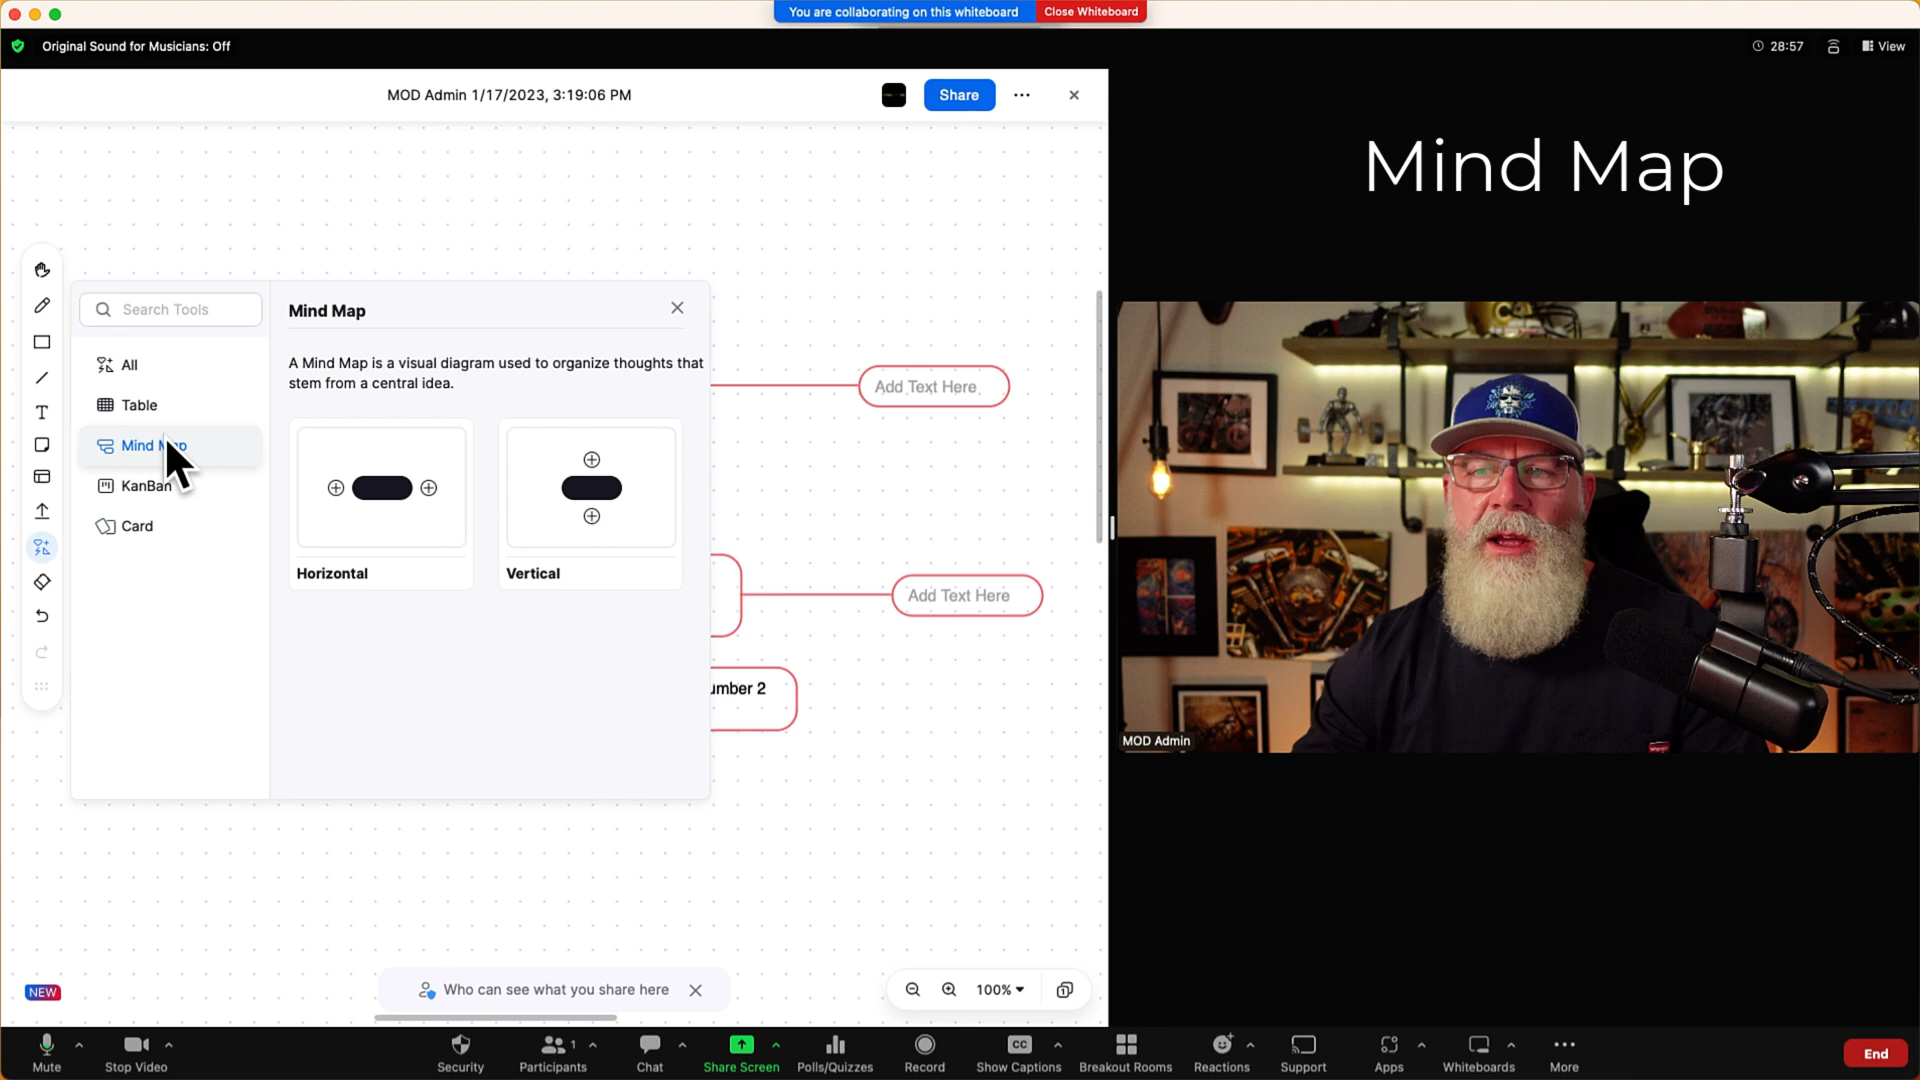 You are collaborating on this whiteboard
Close Whiteboard
Original Sound for Musicians: Off
28:57
View
MOD Admin 1/17/2023, 3:19:06 PM
Share
Mind Map
Search Tools
All
Table
Mind Map
KanBan
Card
Mind Map
A Mind Map is a visual diagram used to organize thoughts that
stem from a central idea.
Horizontal
Vertical
Add Text Here
Add Text Here
umber 2
MOD Admin
NEW
Who can see what you share here
100%
1
Mute
Stop Video
Security
1
Participants
Chat
Share Screen
Polls/Quizzes
Record
CC
Show Captions
Breakout Rooms
Reactions
Support
Apps
Whiteboards
More
End